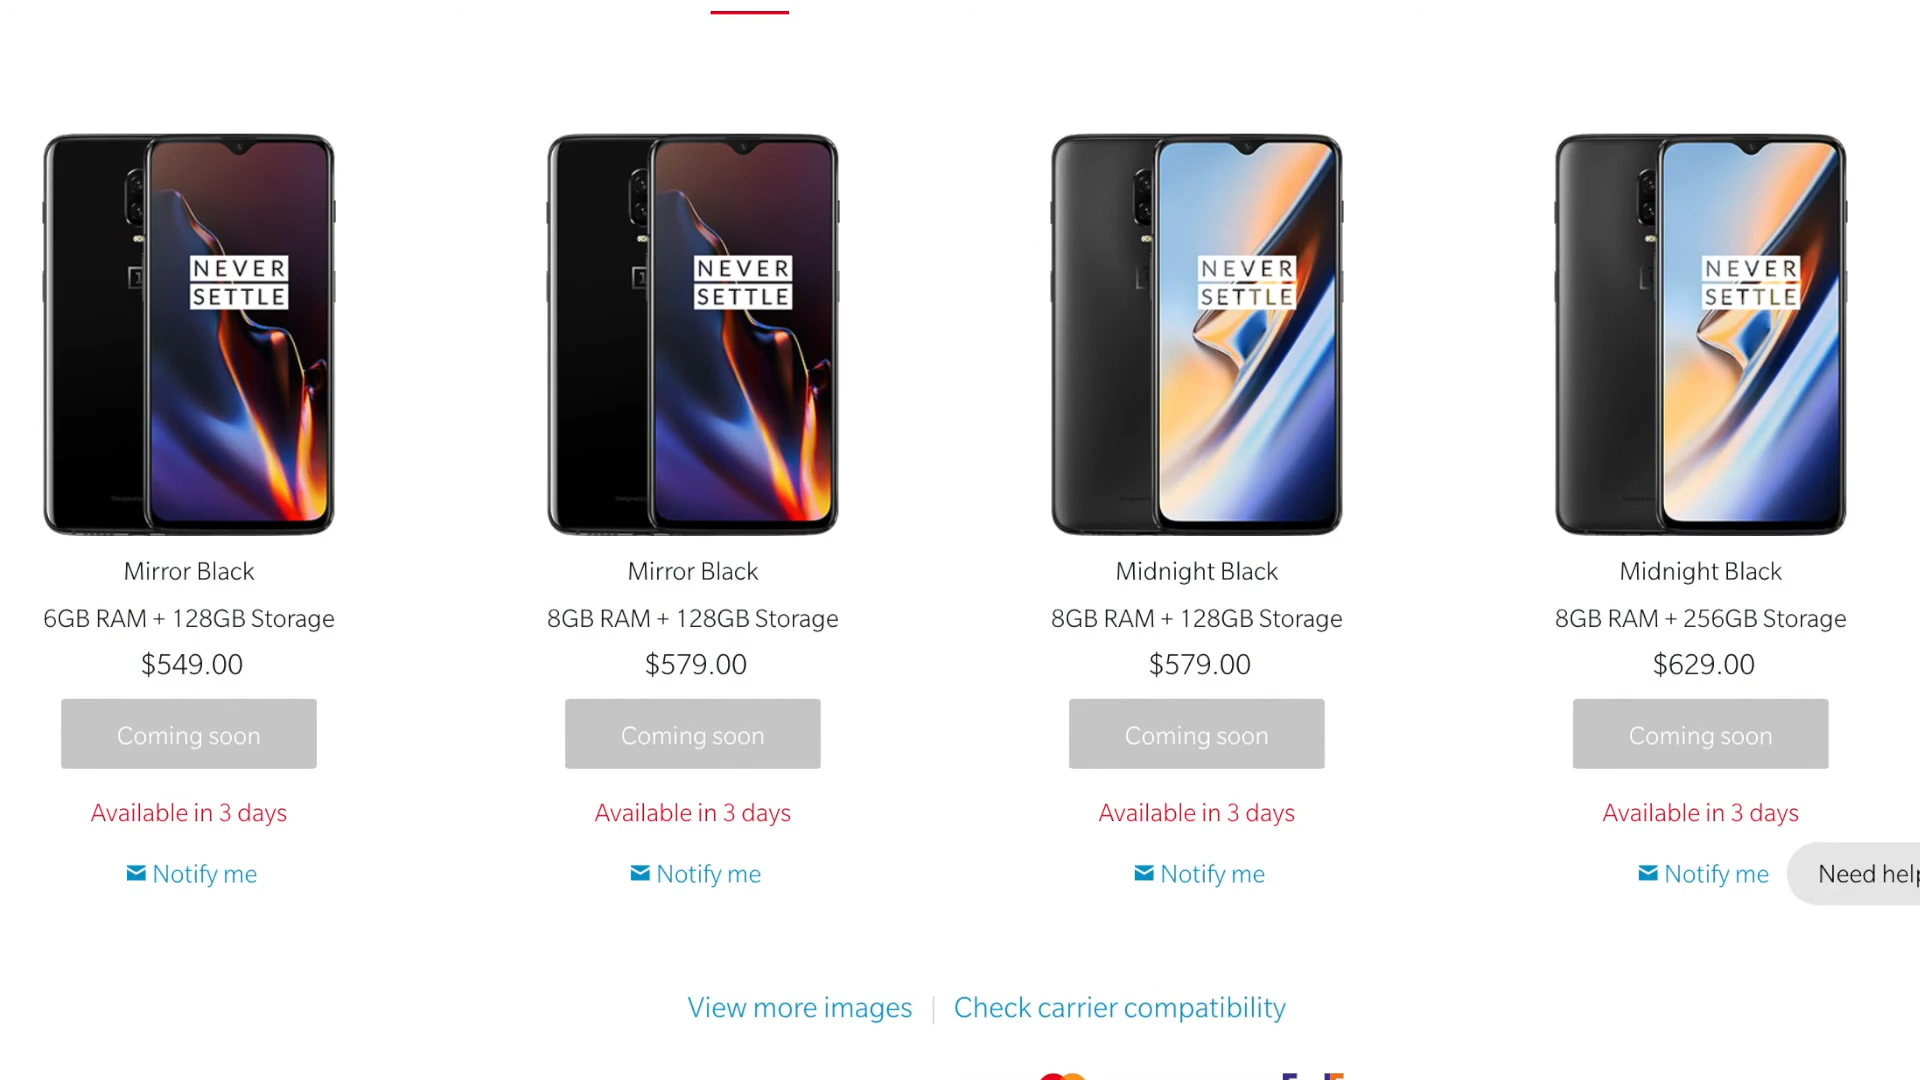 NEVER
SETTLE
NEVER
SETTLE
NEVER
SETTLE
NEVER
SETTLE
Mirror Black
Mirror Black
Midnight Black
Midnight Black
6GB RAM + 128GB Storage
8GB RAM + 128GB Storage
8GB RAM + 128GB Storage
8GB RAM + 256GB Storage
$549.00
$579.00
$579.00
$629.00
Coming soon
Coming soon
Coming soon
Coming soon
Available in 3 days
Available in 3 days
Available in 3 days
Available in 3 days
Notify me
Notify me
Notify me
Notify me
Need help
View more images
Check carrier compatibility